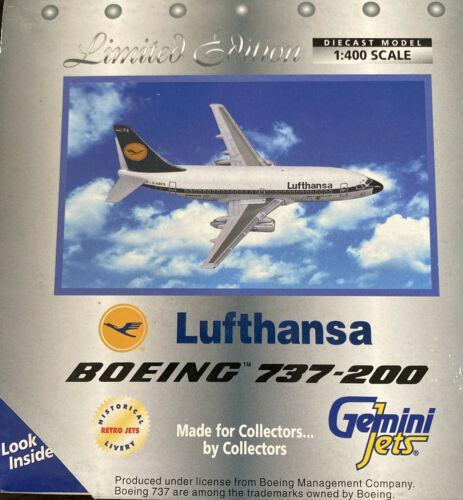 Limited Edition
DIECAST MODEL
1:400 SCALE
Lufthansa
Lufthansa
BOEING™ 737-200
HISTORICAL
RETRO JETS
LIVERY
Made for Collectors...
by Collectors
Gemini
Jets®
Look
Inside
Produced under license from Boeing Management Company.
Boeing 737 are among the trademarks owned by Boeing.